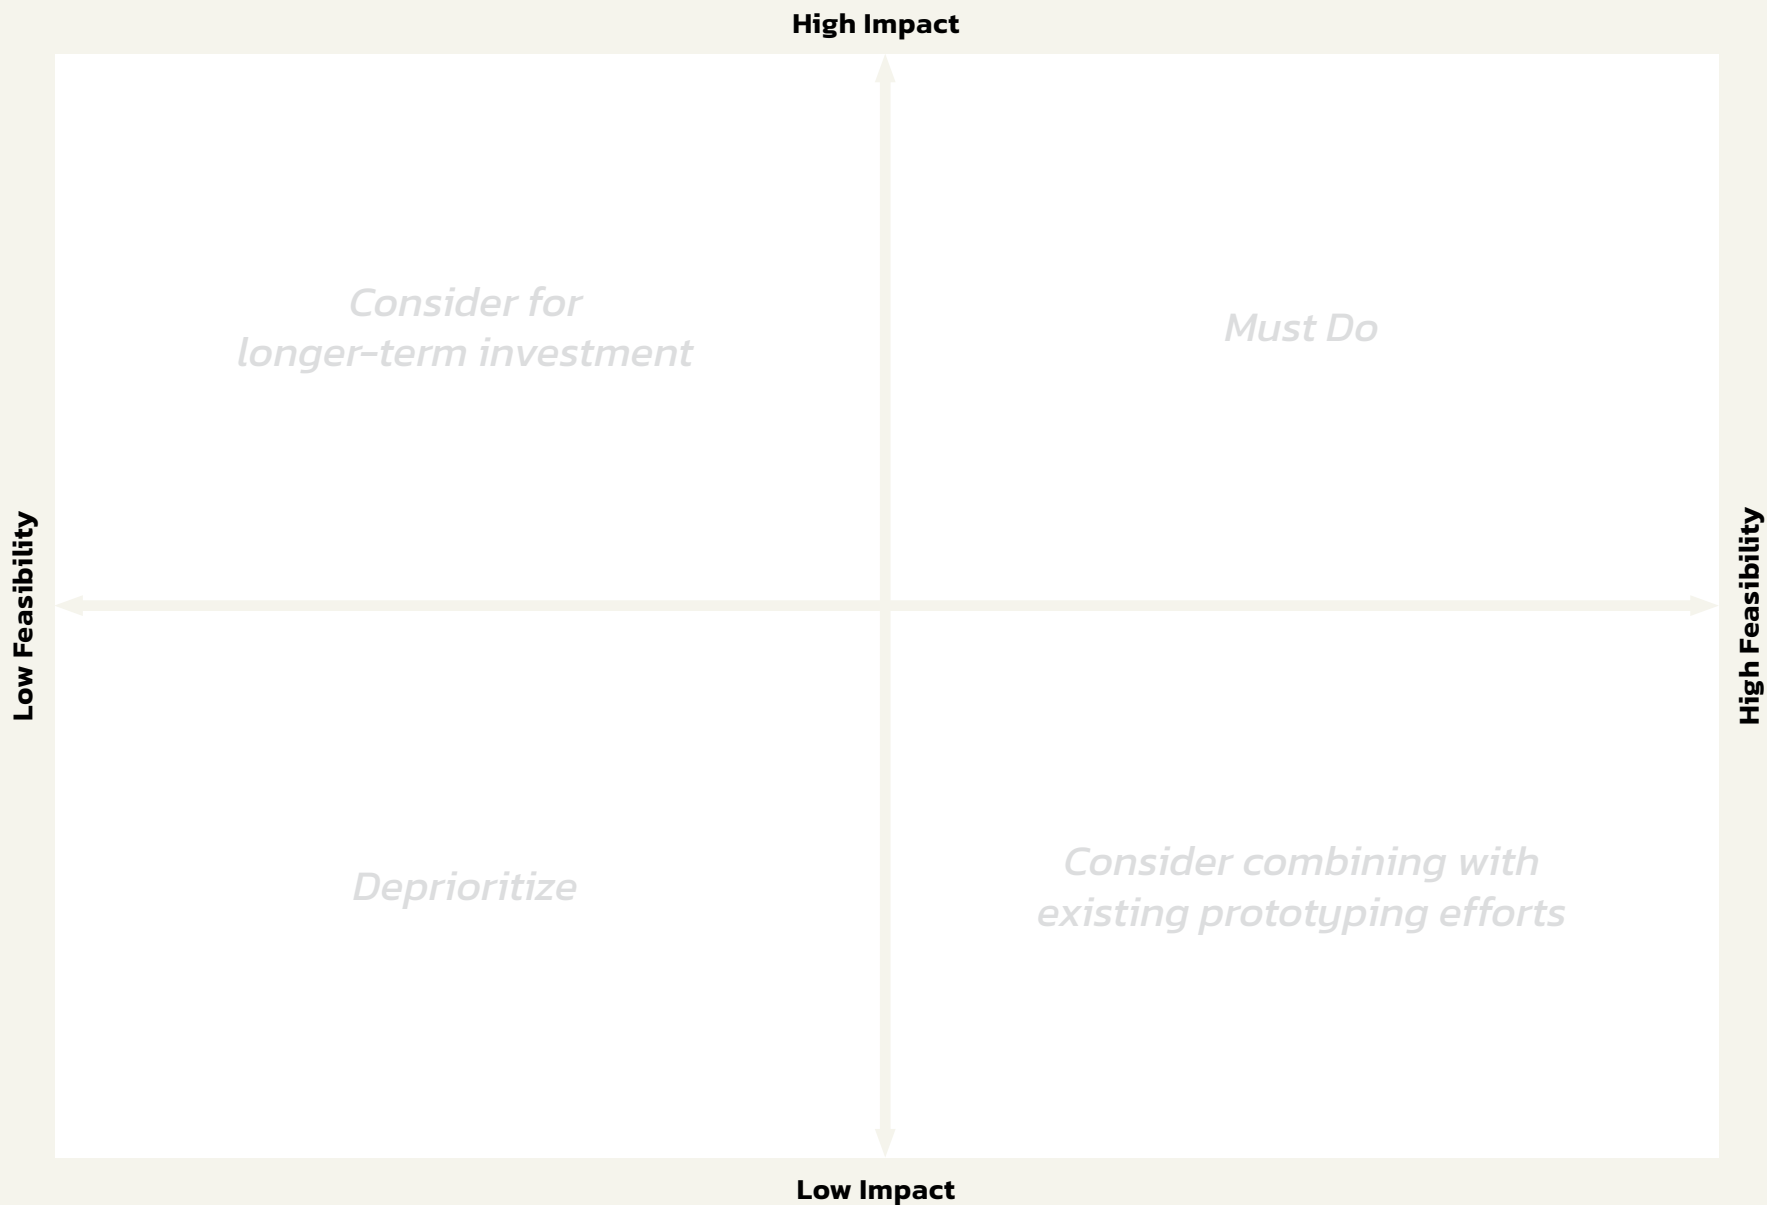 High Impact
Consider for
longer-term investment
Must Do
Low Feasibility
High Feasibility
Deprioritize
Consider combining with
existing prototyping efforts
Low Impact